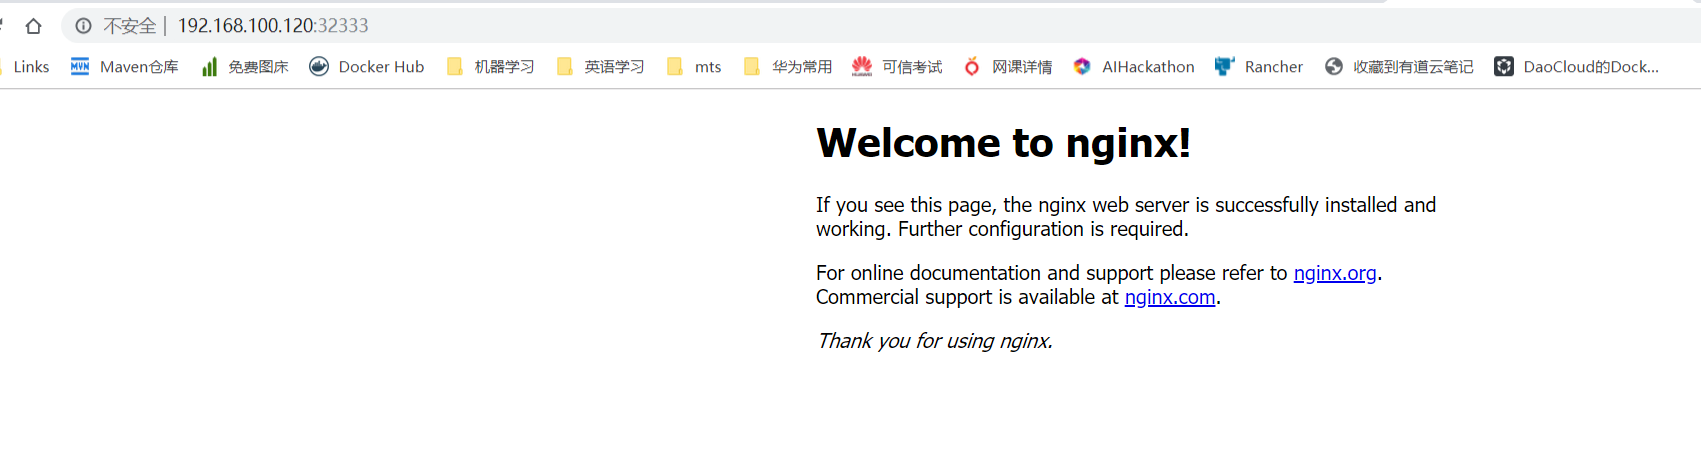 不安全 | 192.168.100.120:32333
Links Maven仓库 免费图床 Docker Hub 机器学习 英语学习 mts 华为常用 可信考试 网课详情 AIHackathon Rancher 收藏到有道云笔记 DaoCloud的Dock...
Welcome to nginx!
If you see this page, the nginx web server is successfully installed and
working. Further configuration is required.
For online documentation and support please refer to nginx.org.
Commercial support is available at nginx.com.
Thank you for using nginx.